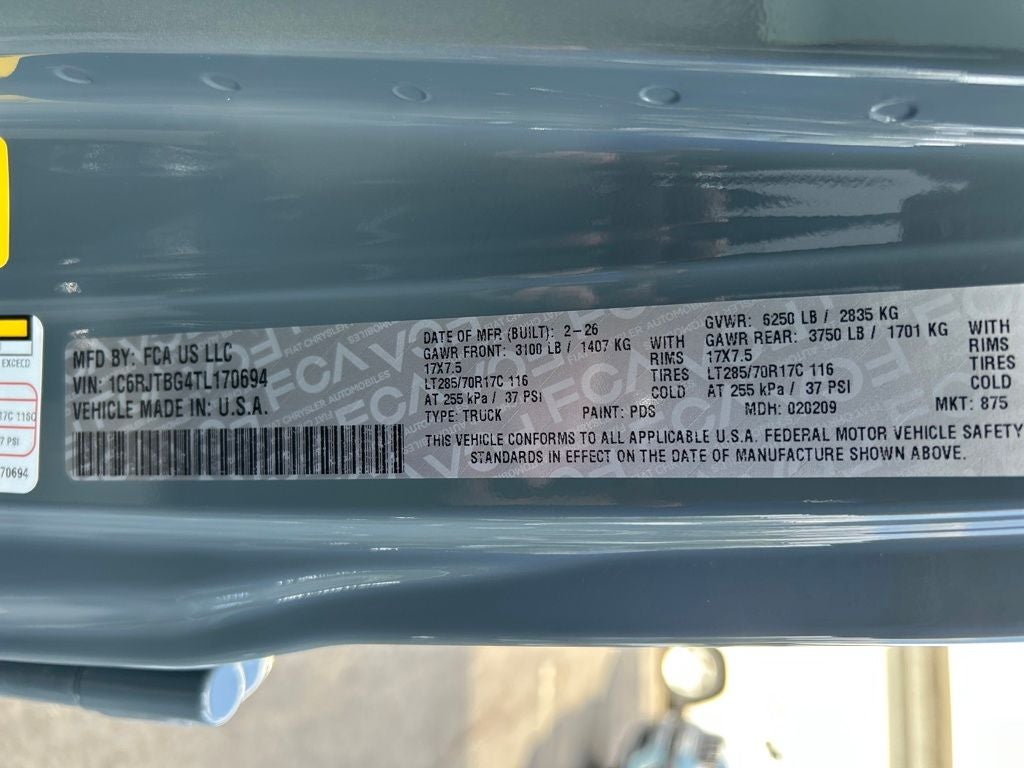 MFD BY: FCA US LLC
VIN: 1C6RJTBG4TL170694
VEHICLE MADE IN: U.S.A.
DATE OF MFR (BUILT): 2-26
GAWR FRONT: 3100 LB / 1407 KG WITH
17X7.5 RIMS
LT285/70R17C 116 TIRES
AT 255 kPa / 37 PSI COLD
TYPE: TRUCK PAINT: PDS
GVWR: 6250 LB / 2835 KG
GAWR REAR: 3750 LB / 1701 KG WITH
17X7.5 RIMS
LT285/70R17C 116 TIRES
AT 255 kPa / 37 PSI COLD
MDH: 020209 MKT: 875
THIS VEHICLE CONFORMS TO ALL APPLICABLE U.S.A. FEDERAL MOTOR VEHICLE SAFETY
STANDARDS IN EFFECT ON THE DATE OF MANUFACTURE SHOWN ABOVE.
EXCEED
PSI
70694